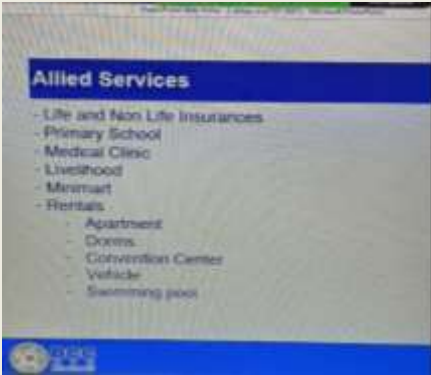 Allied Services
- Life and Non Life Insurances
- Primary School
- Medical Clinic
- Livelihood
- Minimart
- Rentals
- Apartment
- Dorms
- Convention Center
- Vehicle
- Swimming pool